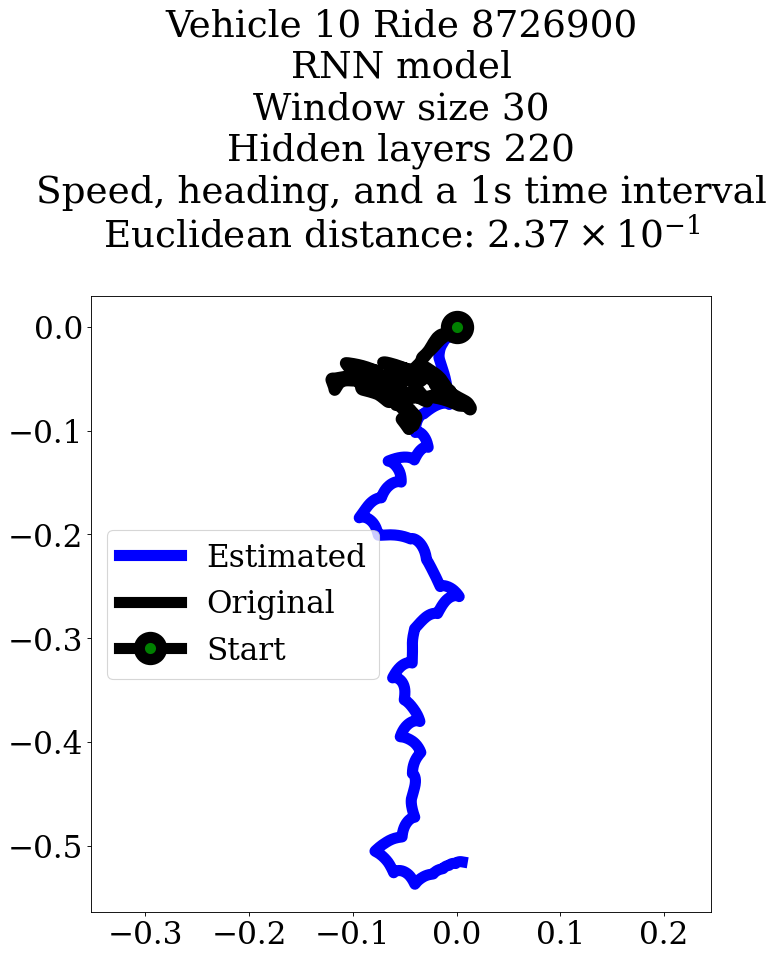 Vehicle 10 Ride 8726900
RNN model
Window size 30
Hidden layers 220
Speed, heading, and a 1s time interval
Euclidean distance: 2.37 × 10⁻¹
0.0
−0.1
−0.2
−0.3
−0.4
−0.5
Estimated
Original
Start
−0.3 −0.2 −0.1 0.0 0.1 0.2